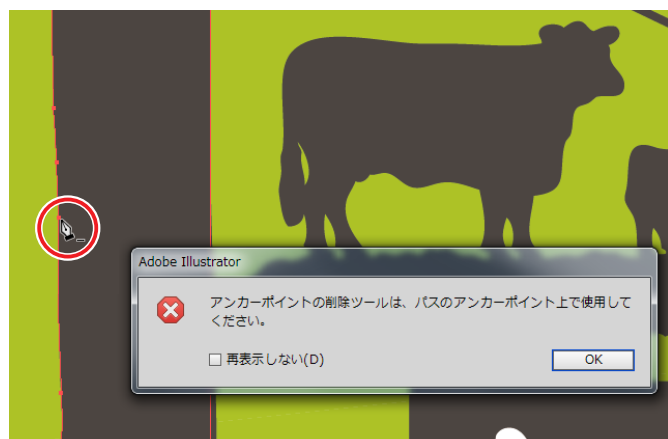 Adobe Illustrator
アンカーポイントの削除ツールは、パスのアンカーポイント上で使用して
ください。
再表示しない(D)
OK